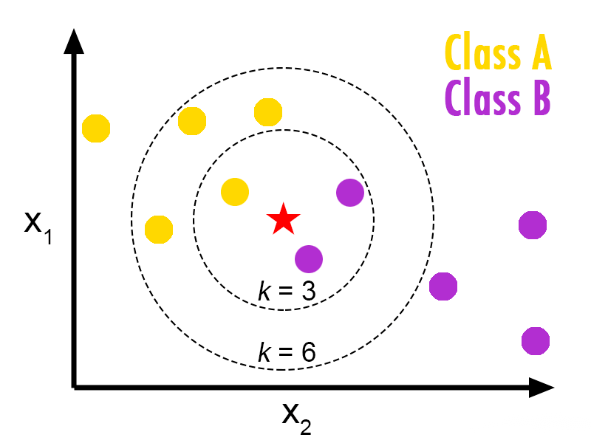 Class A
Class B
x1
k = 3
k = 6
x2